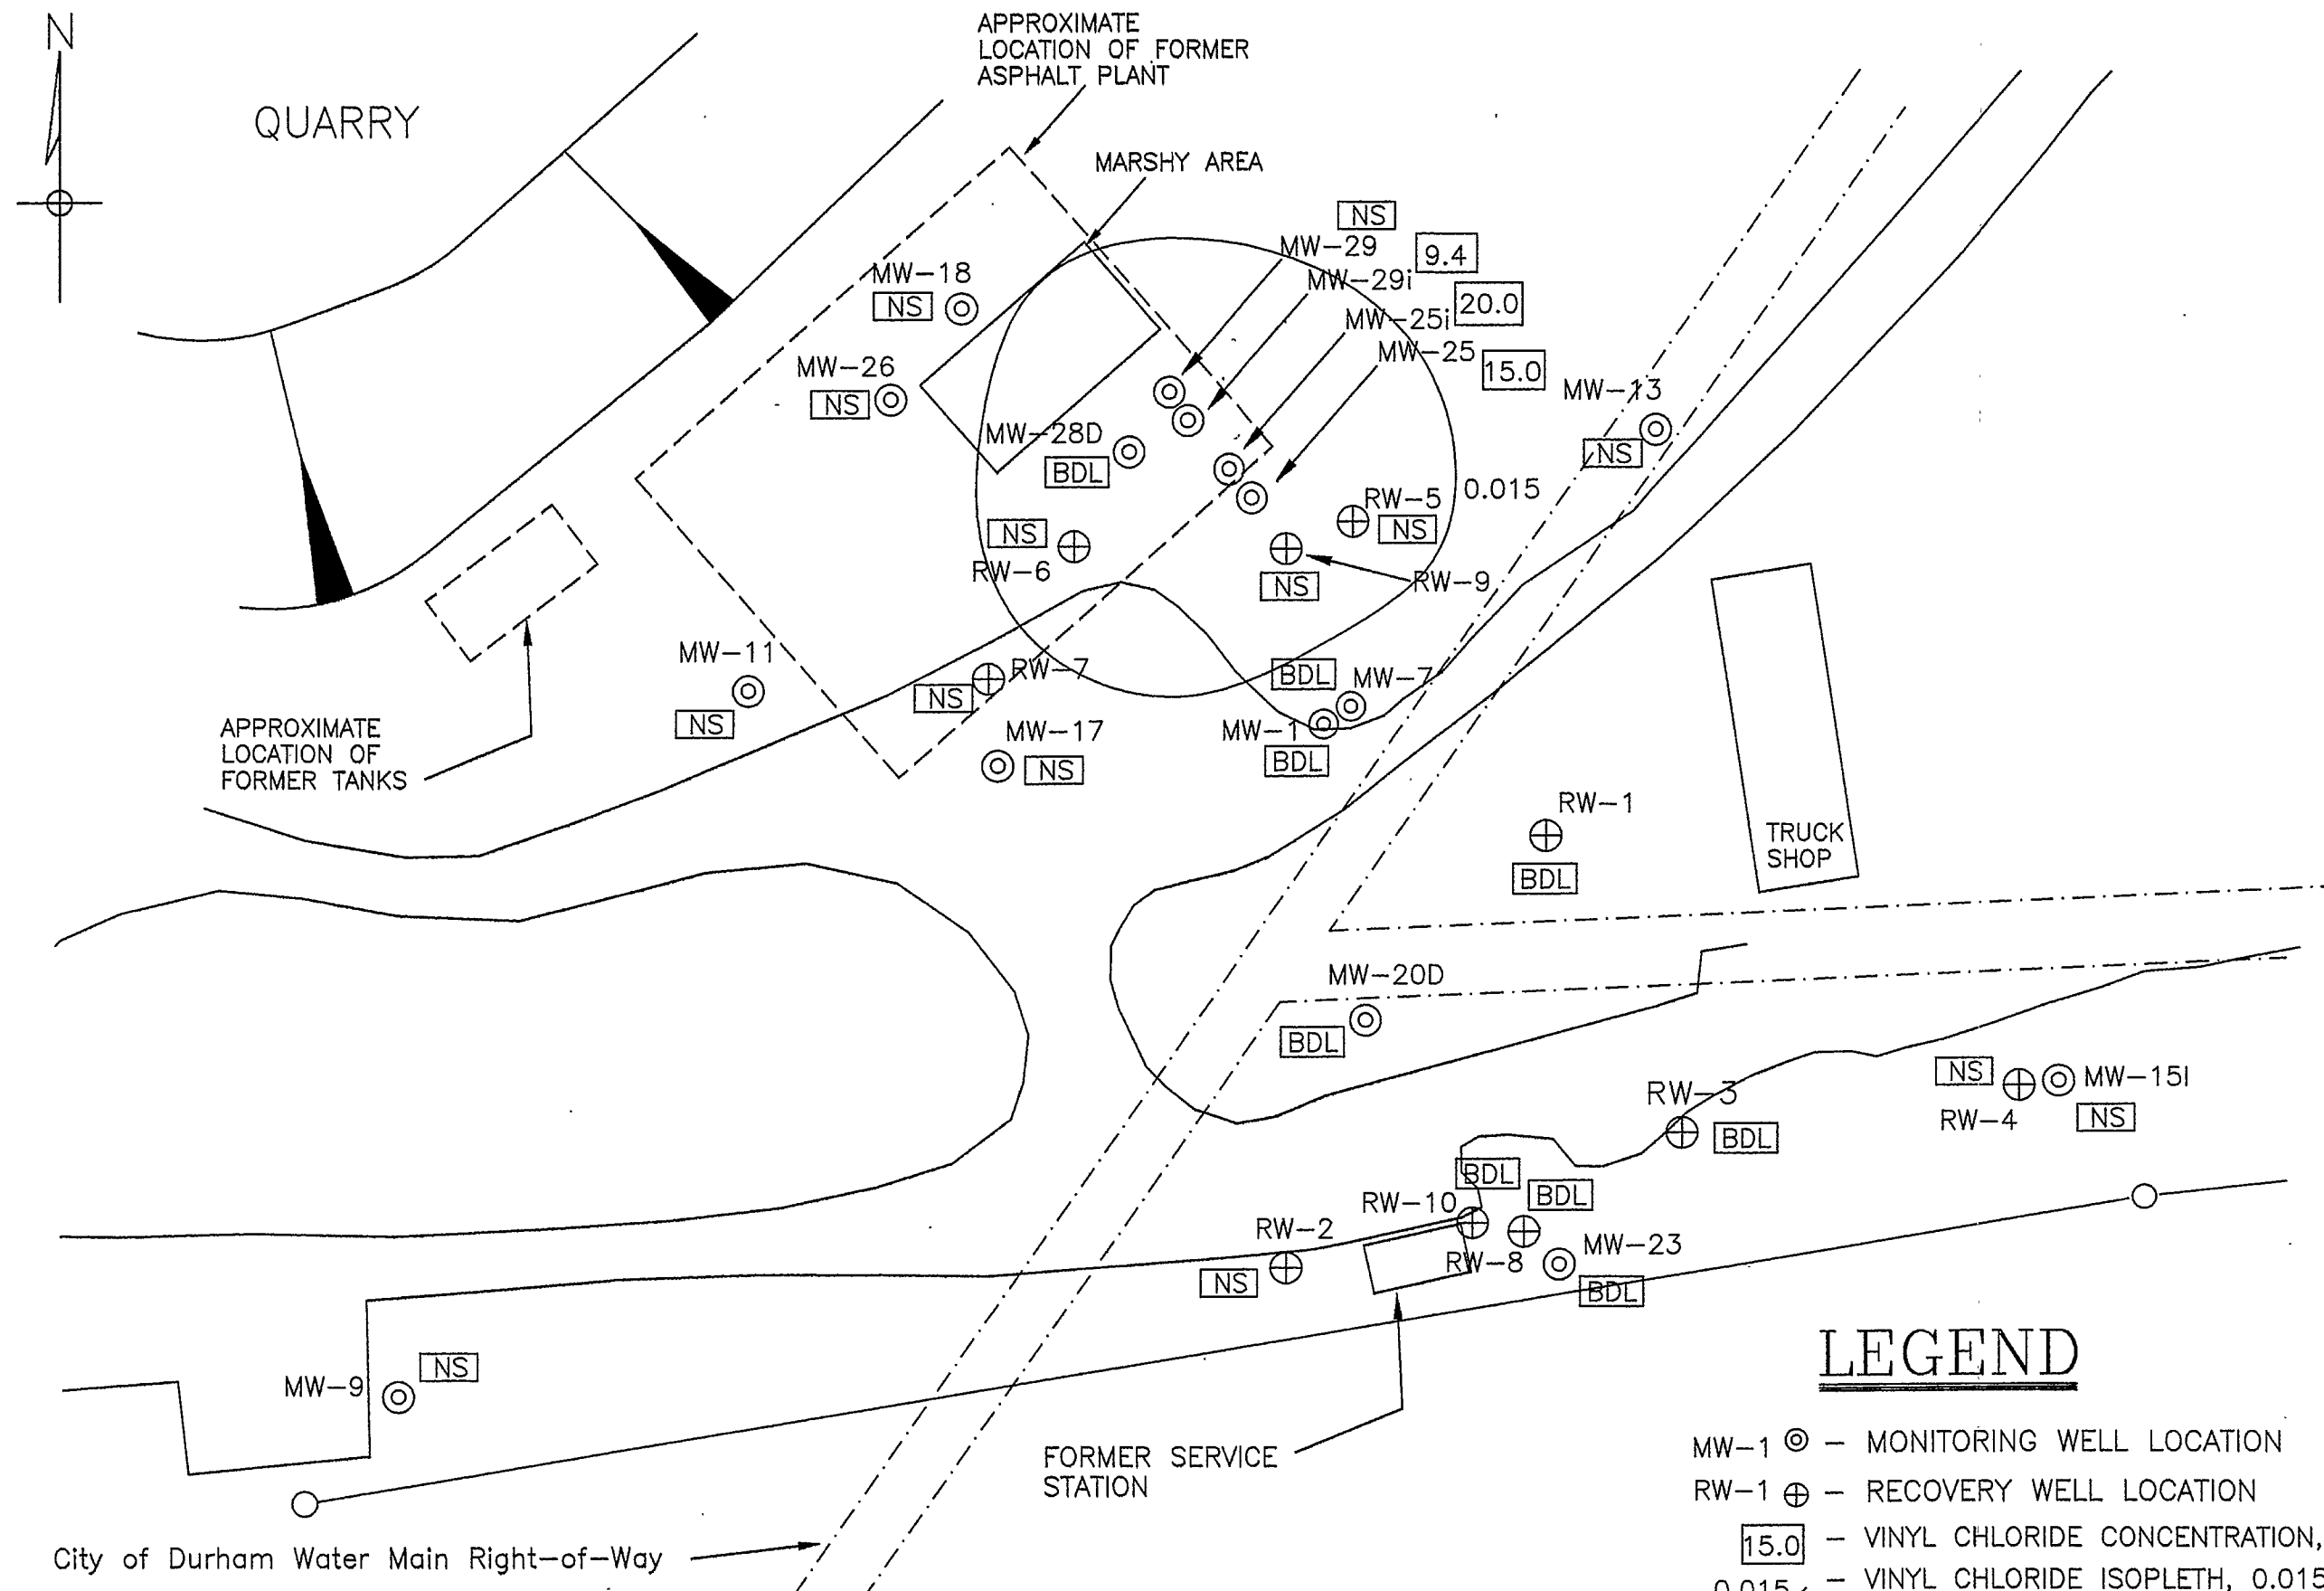 N
QUARRY
APPROXIMATE
LOCATION OF FORMER
ASPHALT PLANT
MARSHY AREA
NS
MW-29
9.4
MW-29i
20.0
MW-25i
MW-25
15.0
MW-18
NS
MW-26
NS
MW-28D
BDL
MW-13
NS
RW-5
0.015
NS
NS
RW-6
NS
RW-9
MW-11
NS
RW-7
NS
MW-17
NS
BDL
MW-7
MW-1
BDL
APPROXIMATE
LOCATION OF
FORMER TANKS
RW-1
BDL
TRUCK
SHOP
MW-20D
BDL
NS
RW-4
MW-15I
NS
RW-3
BDL
BDL
RW-10
BDL
RW-8
MW-23
BDL
RW-2
NS
MW-9
NS
FORMER SERVICE
STATION
City of Durham Water Main Right-of-Way
LEGEND
MW-1 - MONITORING WELL LOCATION
RW-1 - RECOVERY WELL LOCATION
15.0 - VINYL CHLORIDE CONCENTRATION,
0.015 - VINYL CHLORIDE ISOPLETH, 0.015